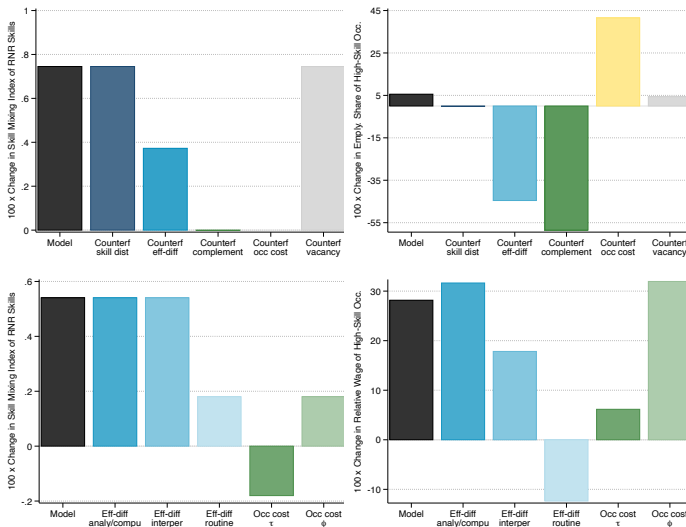 100 x Change in Skill Mixing Index of RNR Skills
1
.8
.6
.4
.2
0
Model
Counterf
skill dist
Counterf
eff-diff
Counterf
complement
Counterf
occ cost
Counterf
vacancy
100 x Change in Emply. Share of High-Skill Occ.
45
5
-15
-35
-55
Model
Counterf
skill dist
Counterf
eff-diff
Counterf
complement
Counterf
occ cost
Counterf
vacancy
100 x Change in Skill Mixing Index of RNR Skills
.6
.4
.2
0
-.2
Model
Eff-diff
analy/compu
Eff-diff
interper
Eff-diff
routine
Occ cost
τ
Occ cost
ϕ
100 x Change in Relative Wage of High-Skill Occ.
30
20
10
0
-10
Model
Eff-diff
analy/compu
Eff-diff
interper
Eff-diff
routine
Occ cost
τ
Occ cost
ϕ